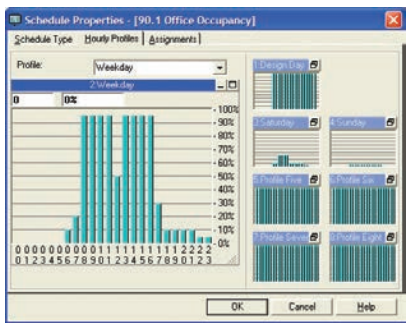 Schedule Properties - [90.1 Office Occupancy]
Schedule Type Hourly Profiles Assignments
Profile: Weekday
2:Weekday
0 0%
100%
90%
80%
70%
60%
50%
40%
30%
20%
10%
0%
0 0 0 0 0 0 0 0 0 0 1 1 1 1 1 1 1 1 1 1 2 2 2 2
0 1 2 3 4 5 6 7 8 9 0 1 2 3 4 5 6 7 8 9 0 1 2 3
1:Design Day
3:Saturday
4:Sunday
5:Profile Five
6:Profile Six
7:Profile Seven
8:Profile Eight
OK Cancel Help